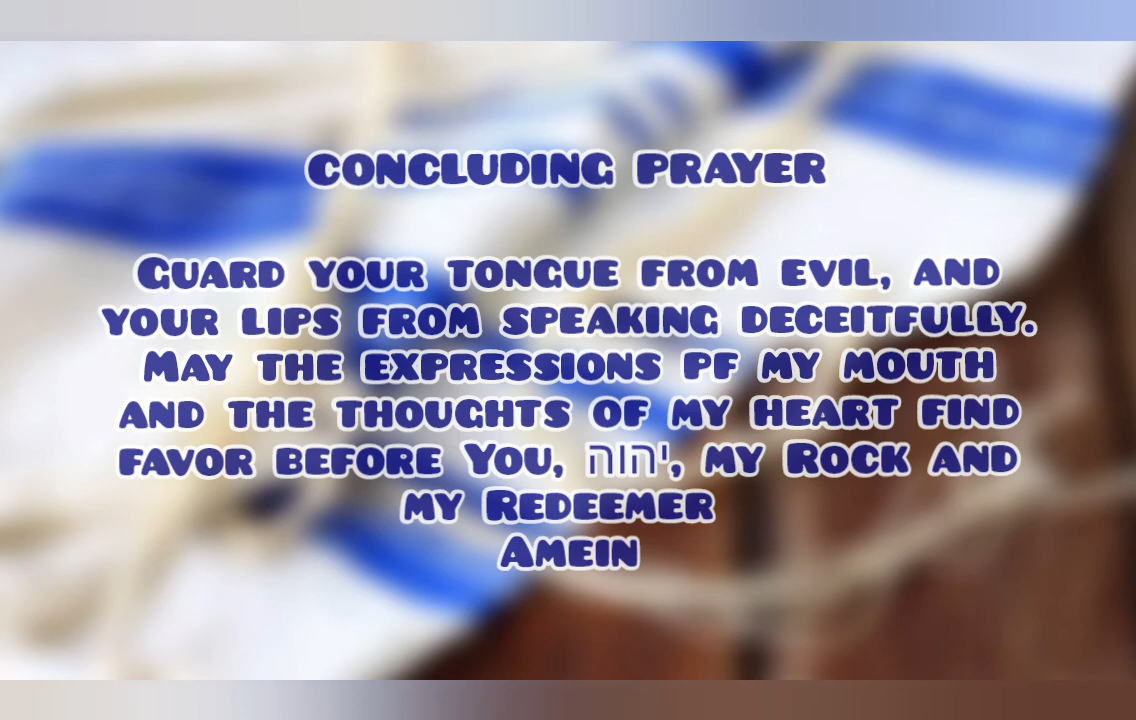 Concluding Prayer
Guard your tongue from evil, and
your lips from speaking deceitfully.
May the expressions pf my mouth
and the thoughts of my heart find
favor before You, יהוה, my Rock and
my Redeemer
Amein